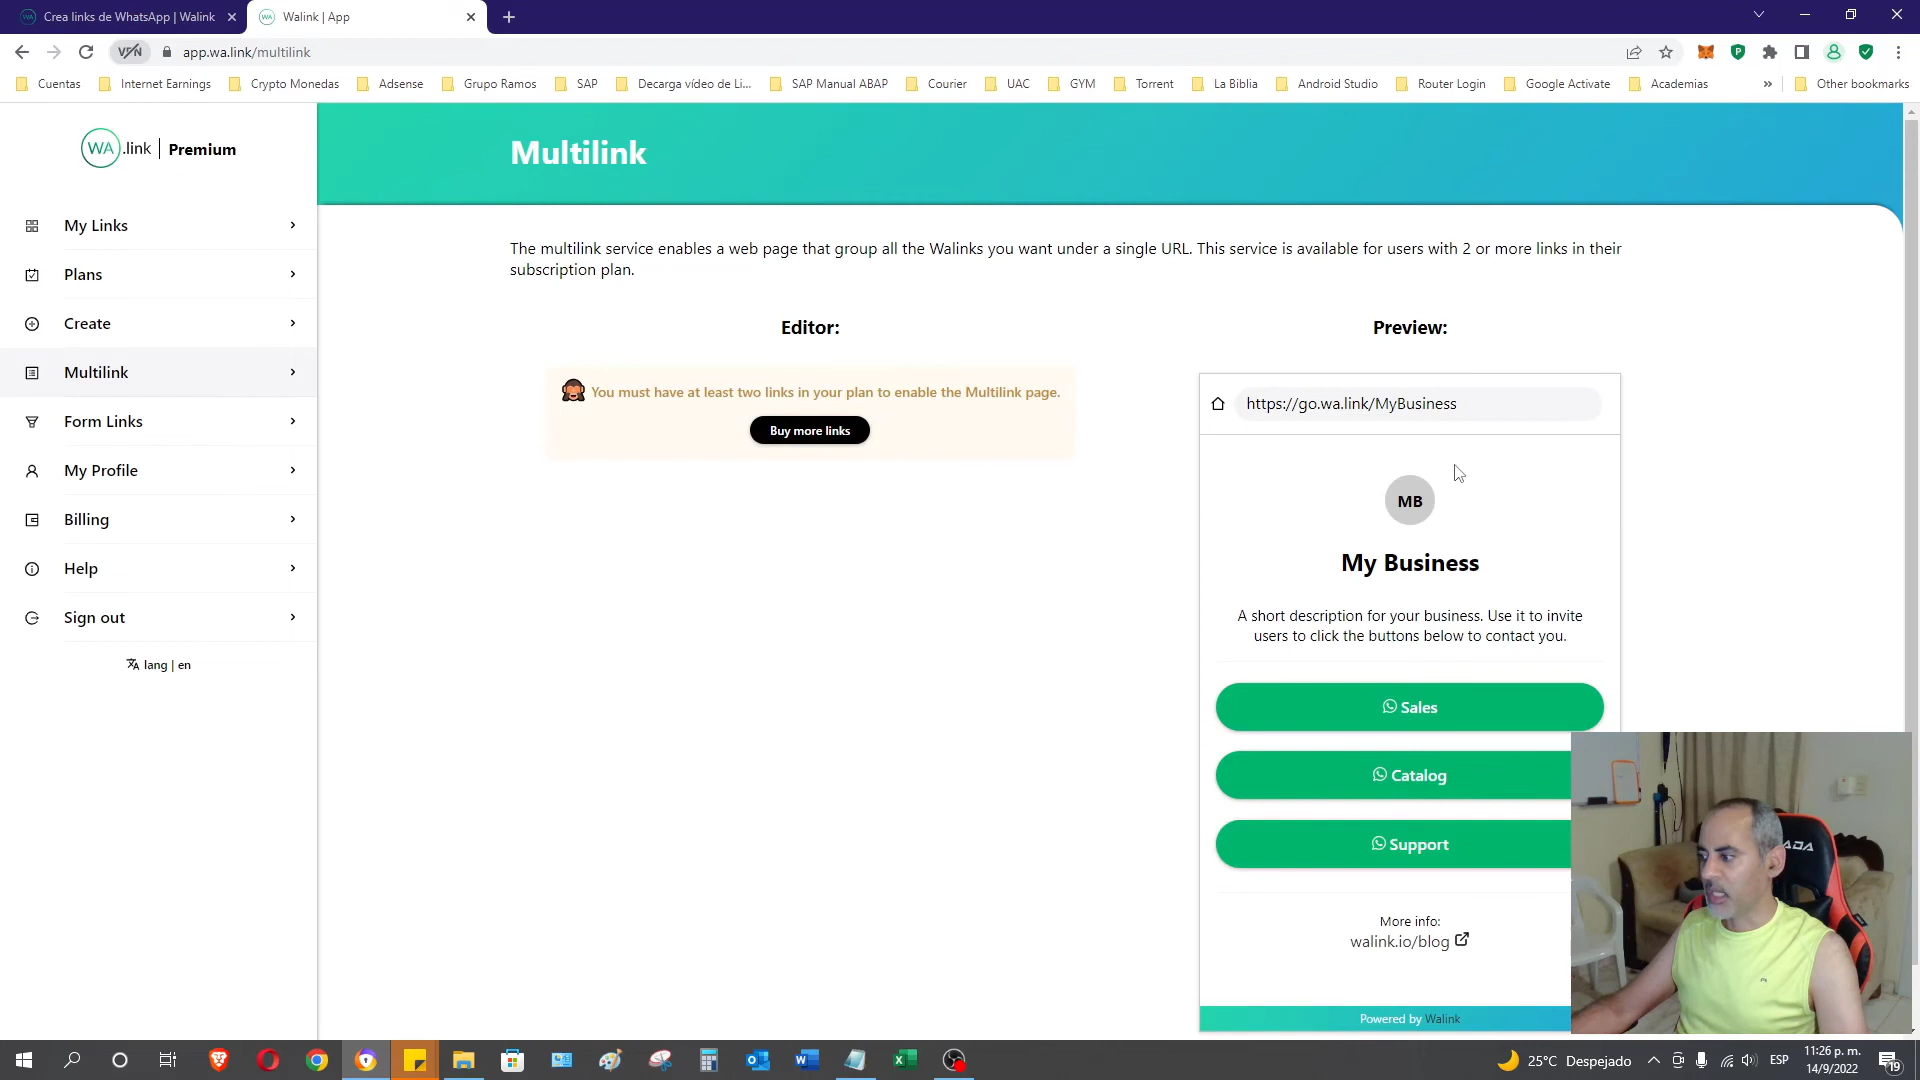 Crea links de WhatsApp | Walink
Walink | App
VPN
app.wa.link/multilink
Cuentas
Internet Earnings
Crypto Monedas
Adsense
Grupo Ramos
SAP
Decarga vídeo de Li...
SAP Manual ABAP
Courier
UAC
GYM
Torrent
La Biblia
Android Studio
Router Login
Google Activate
Academias
»
Other bookmarks
WA .link | Premium
My Links
Plans
Create
Multilink
Form Links
My Profile
Billing
Help
Sign out
lang | en
Multilink
The multilink service enables a web page that group all the Walinks you want under a single URL. This service is available for users with 2 or more links in their
subscription plan.
Editor:
You must have at least two links in your plan to enable the Multilink page.
Buy more links
Preview:
https://go.wa.link/MyBusiness
MB
My Business
A short description for your business. Use it to invite
users to click the buttons below to contact you.
Sales
Catalog
Support
More info:
walink.io/blog
Powered by Walink
25°C Despejado
ESP
11:26 p. m.
14/9/2022
19